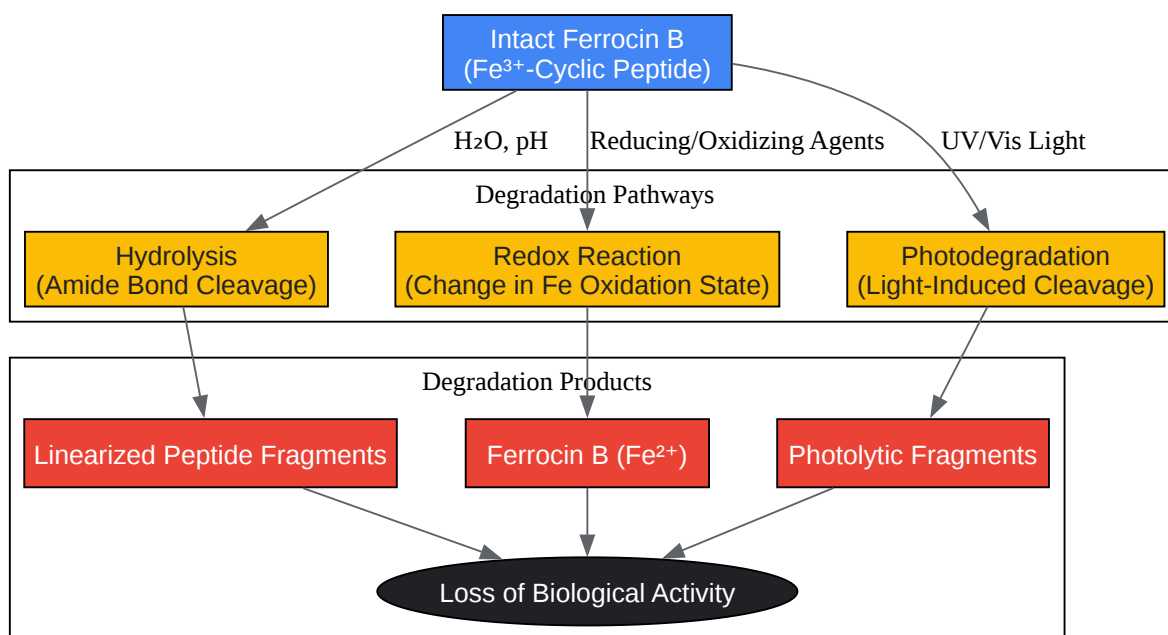 Intact Ferrocin B
(Fe³⁺-Cyclic Peptide)
H₂O, pH
Reducing/Oxidizing Agents
UV/Vis Light
Degradation Pathways
Hydrolysis
(Amide Bond Cleavage)
Redox Reaction
(Change in Fe Oxidation State)
Photodegradation
(Light-Induced Cleavage)
Degradation Products
Linearized Peptide Fragments
Ferrocin B (Fe²⁺)
Photolytic Fragments
Loss of Biological Activity